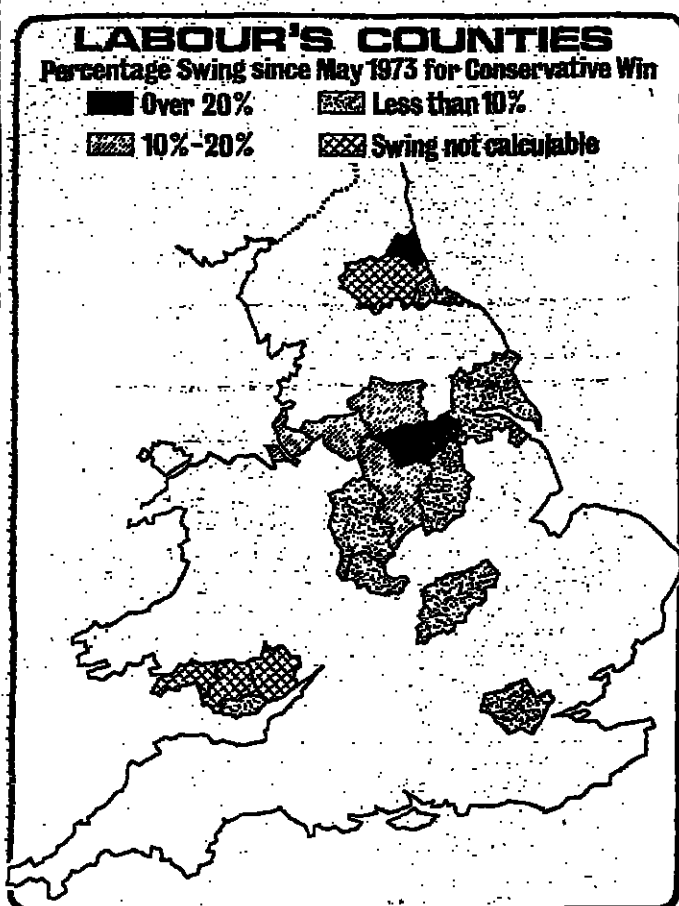 LABOUR'S COUNTIES
Percentage Swing since May 1973 for Conservative Win
Over 20%
Less than 10%
10%-20%
Swing not calculable